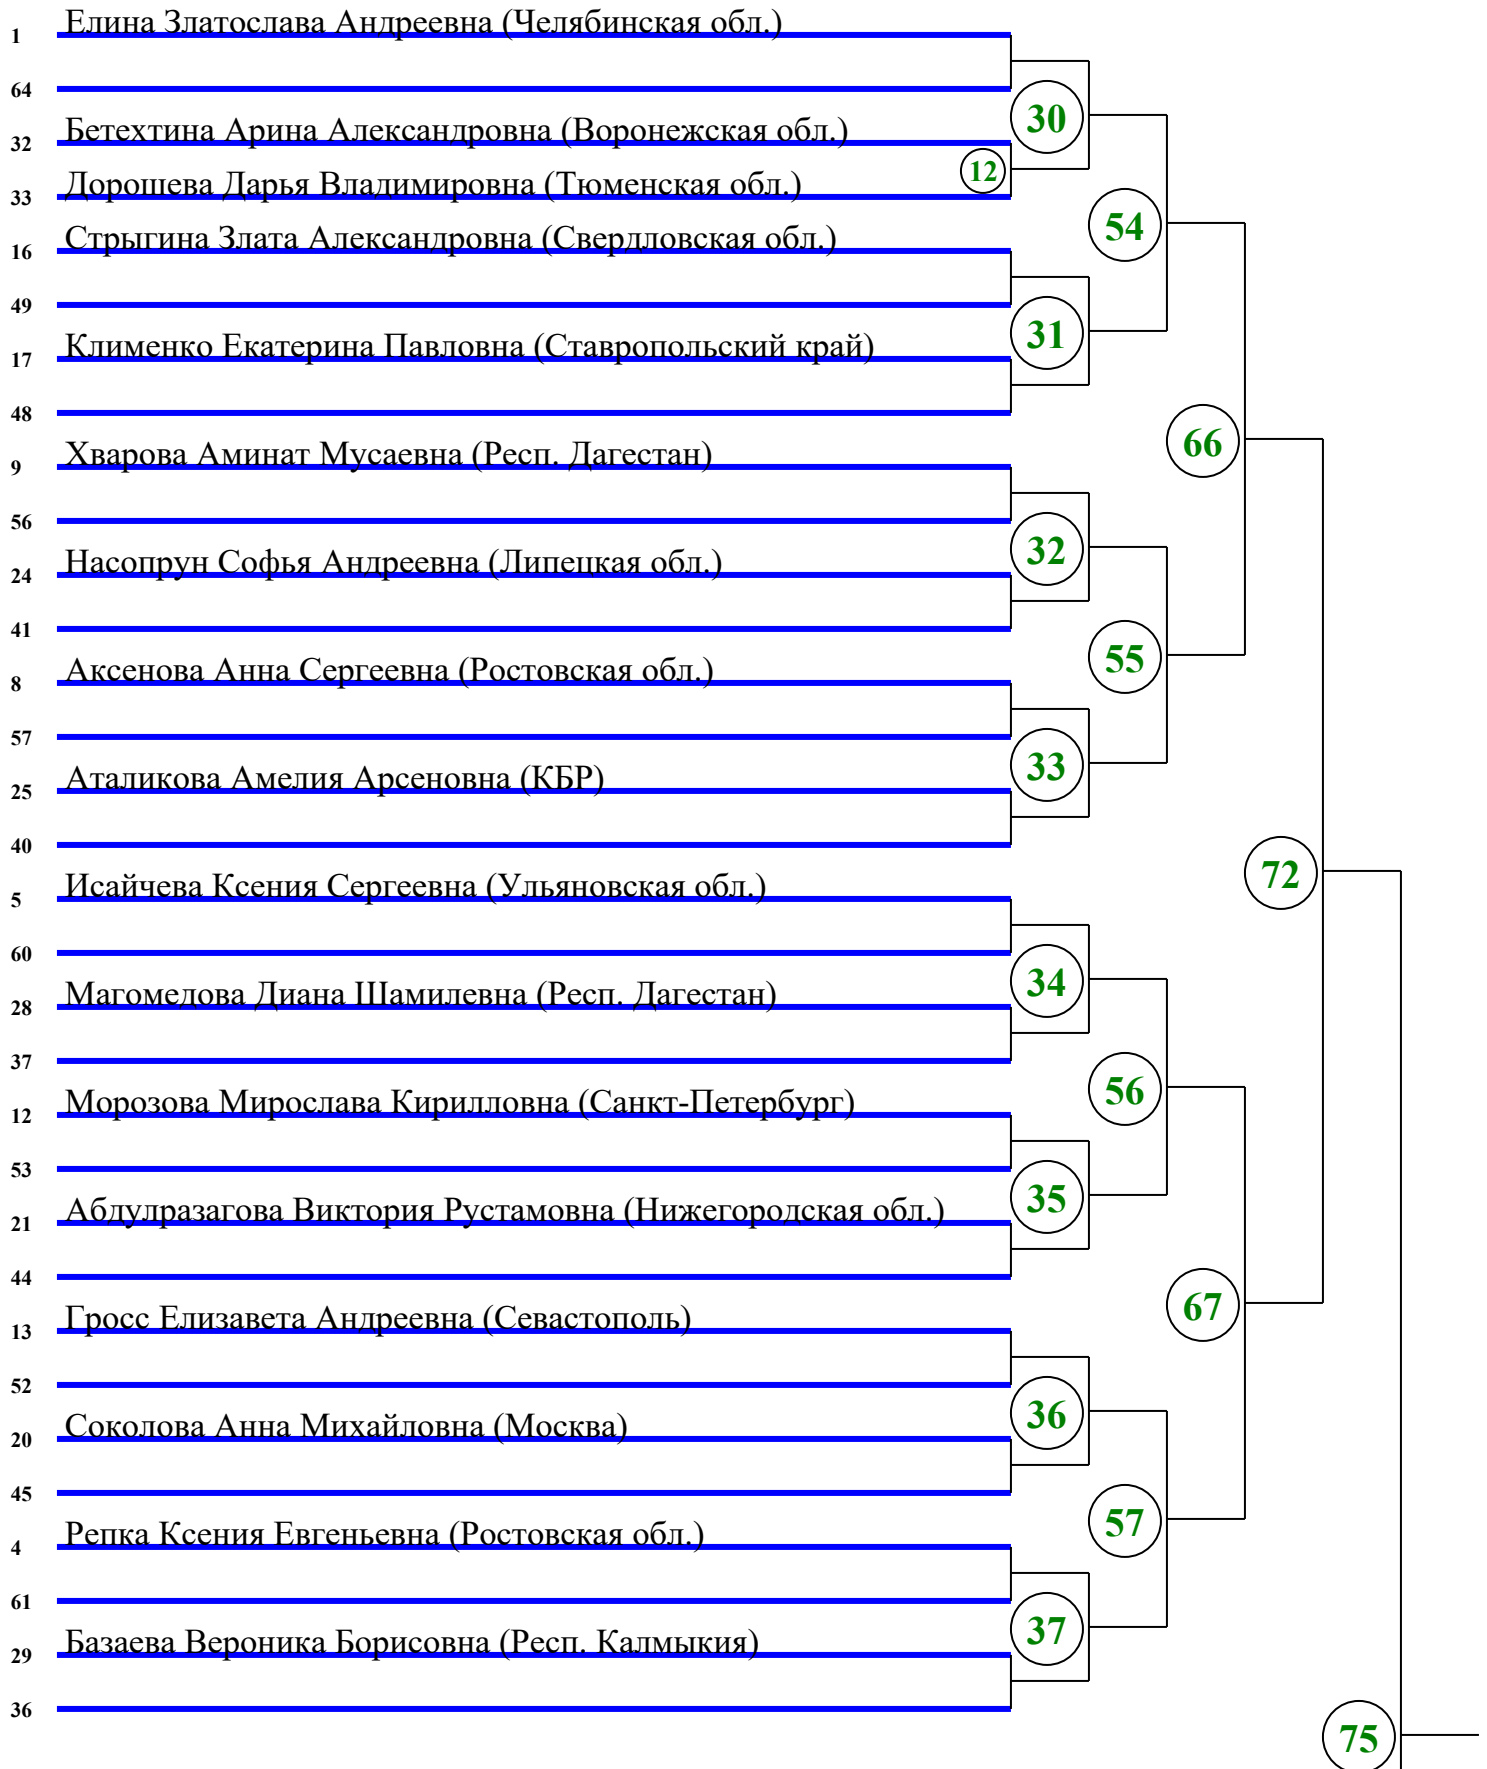 1 Елина Златослава Андреевна (Челябинская обл.)
64
30
32 Бетехтина Арина Александровна (Воронежская обл.)
12
33 Дорошева Дарья Владимировна (Тюменская обл.)
54
16 Стрыгина Злата Александровна (Свердловская обл.)
49
31
17 Клименко Екатерина Павловна (Ставропольский край)
48
66
9 Хварова Аминат Мусаевна (Респ. Дагестан)
56
32
24 Насопрун Софья Андреевна (Липецкая обл.)
41
55
8 Аксенова Анна Сергеевна (Ростовская обл.)
57
33
25 Аталикова Амелия Арсеновна (КБР)
40
72
5 Исайчева Ксения Сергеевна (Ульяновская обл.)
60
34
28 Магомедова Диана Шамилевна (Респ. Дагестан)
37
56
12 Морозова Мирослава Кирилловна (Санкт-Петербург)
53
35
21 Абдулразагова Виктория Рустамовна (Нижегородская обл.)
44
67
13 Гросс Елизавета Андреевна (Севастополь)
52
36
20 Соколова Анна Михайловна (Москва)
45
57
4 Репка Ксения Евгеньевна (Ростовская обл.)
61
37
29 Базаева Вероника Борисовна (Респ. Калмыкия)
36
75